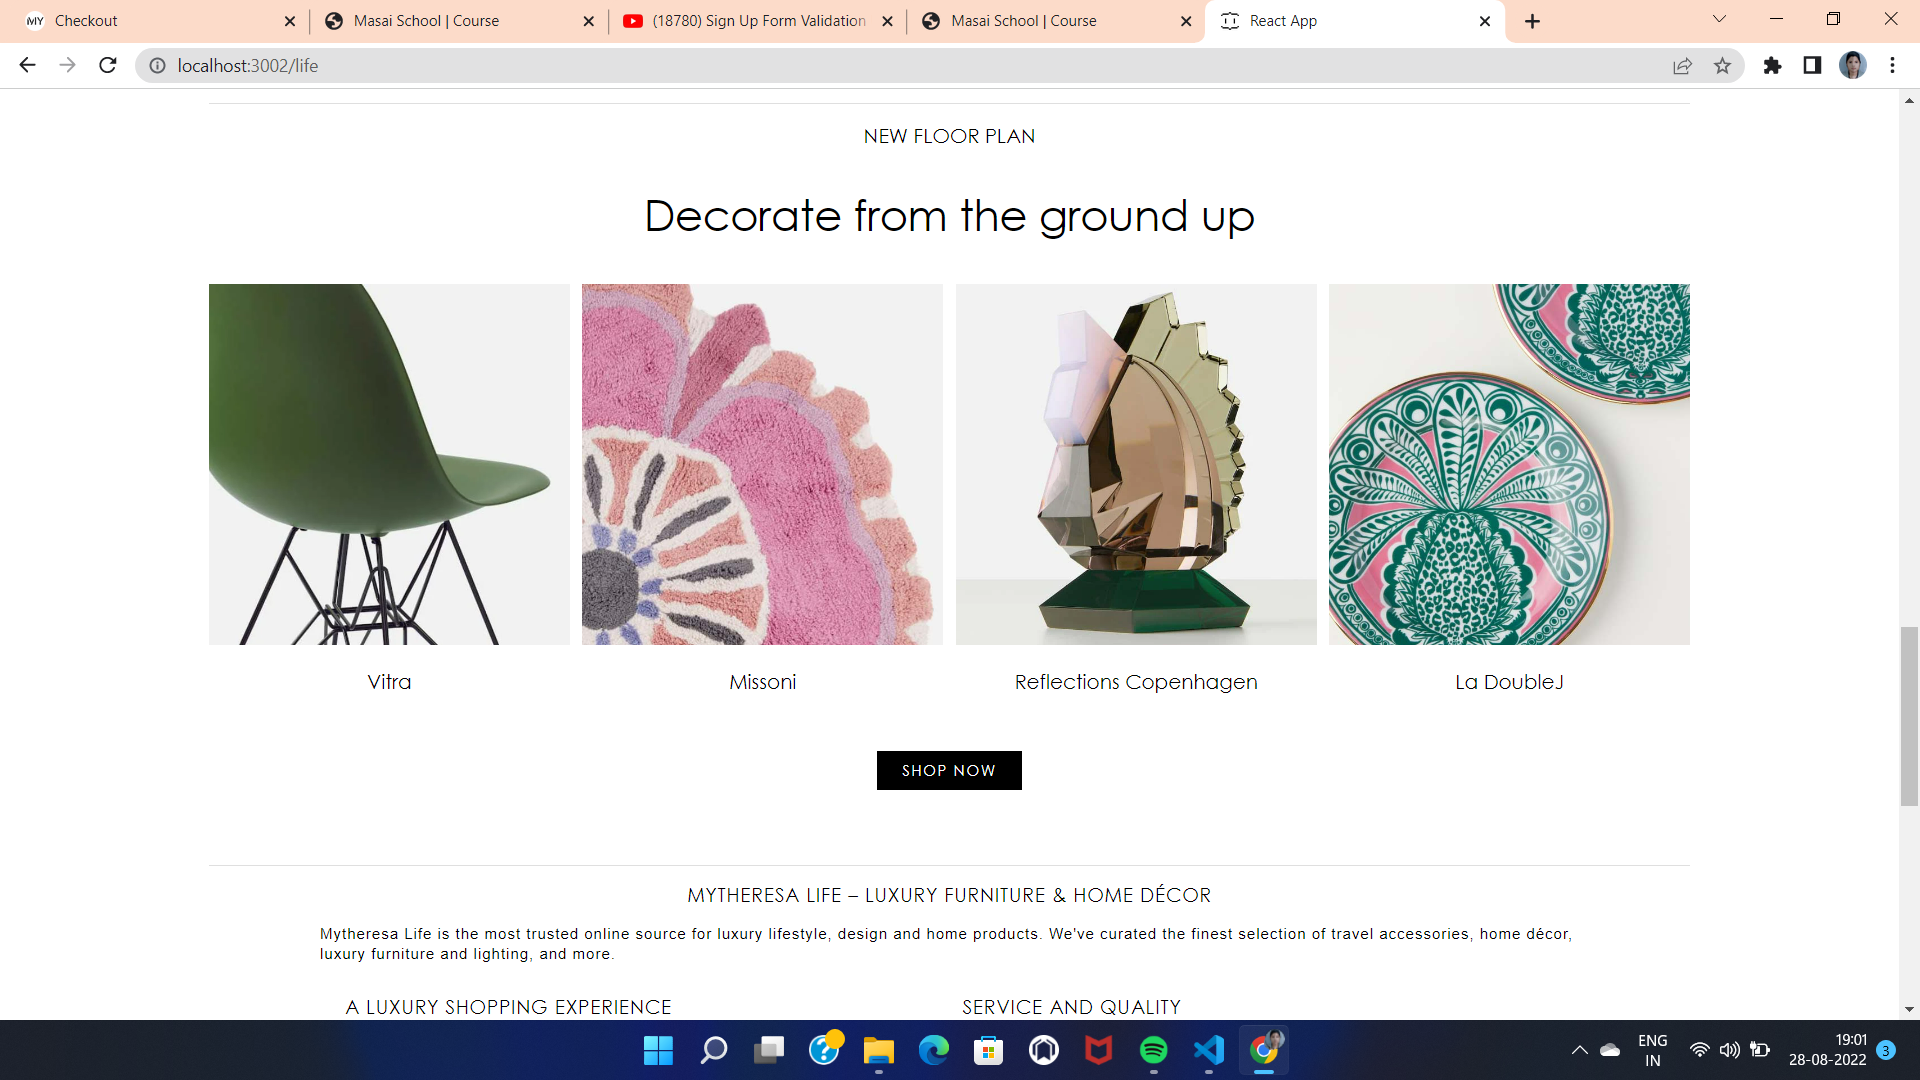 MY Checkout
Masai School | Course
(18780) Sign Up Form Validation
Masai School | Course
React App
localhost:3002/life
NEW FLOOR PLAN
Decorate from the ground up
Vitra
Missoni
Reflections Copenhagen
La DoubleJ
SHOP NOW
MYTHERESA LIFE – LUXURY FURNITURE & HOME DÉCOR
Mytheresa Life is the most trusted online source for luxury lifestyle, design and home products. We've curated the finest selection of travel accessories, home décor,
luxury furniture and lighting, and more.
A LUXURY SHOPPING EXPERIENCE
SERVICE AND QUALITY
ENG
IN
19:01
28-08-2022
3